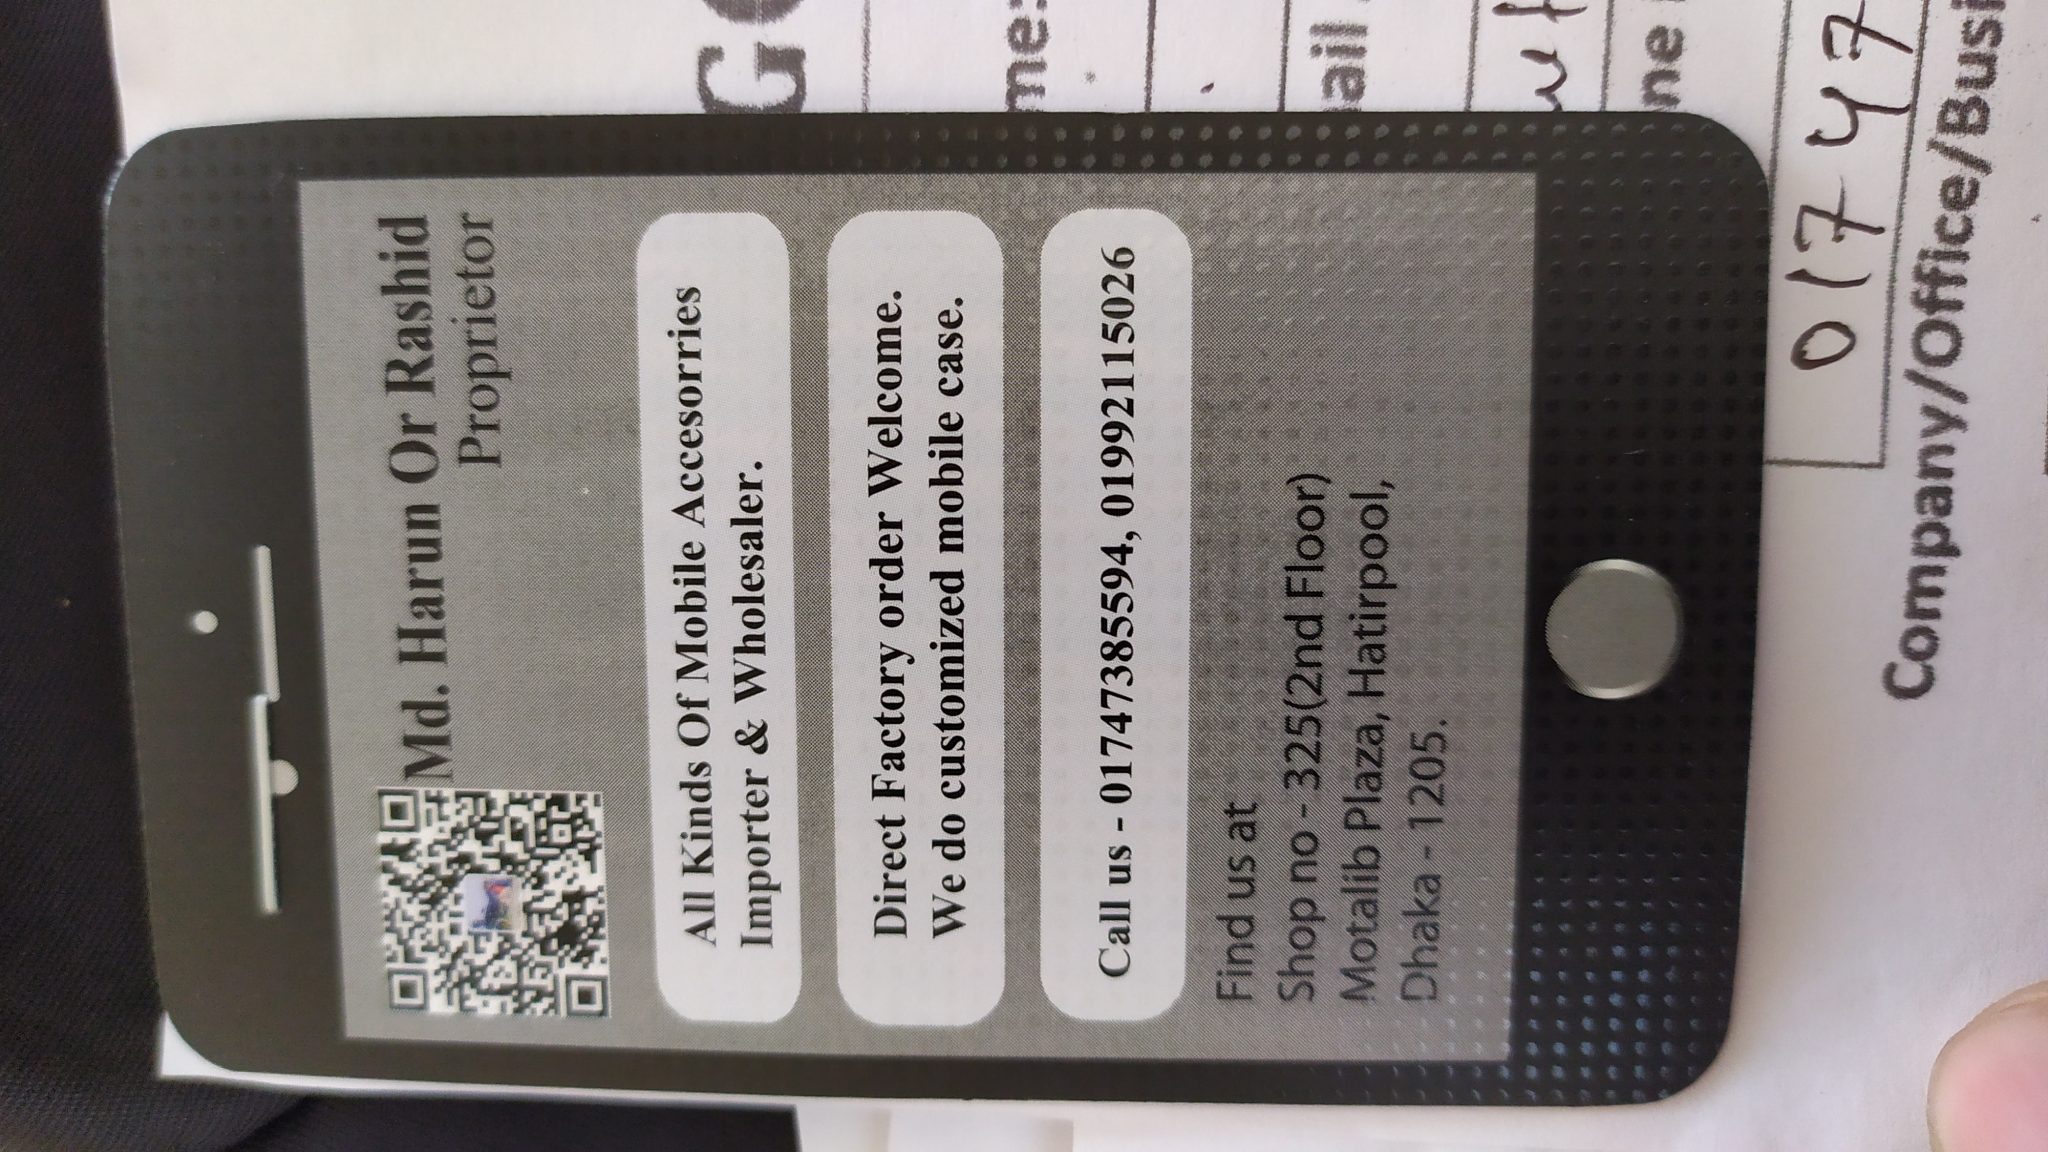 Md. Harun Or Rashid
Proprietor
All Kinds Of Mobile Accesorries
Importer & Wholesaler.
Direct Factory order Welcome.
We do customized mobile case.
Call us - 01747385594, 01992115026
Find us at
Shop no - 325(2nd Floor)
Motalib Plaza, Hatirpool,
Dhaka - 1205.
01747
Company/Office/Busi